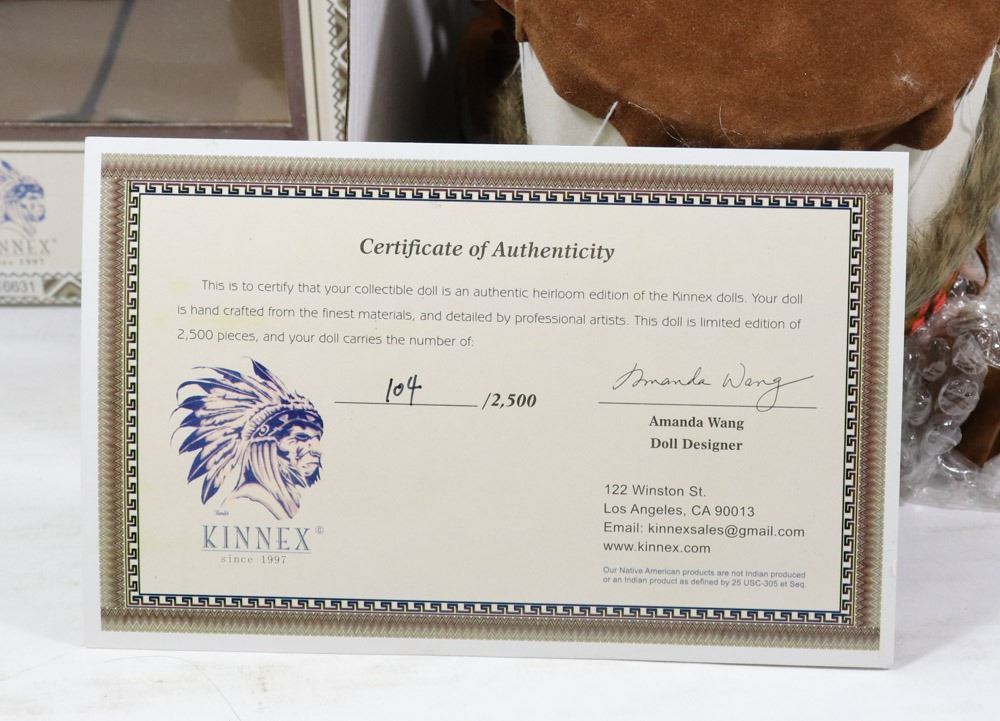 Certificate of Authenticity
This is to certify that your collectible doll is an authentic heirloom edition of the Kinnex dolls. Your doll
is hand crafted from the finest materials, and detailed by professional artists. This doll is limited edition of
2,500 pieces, and your doll carries the number of:
104 /2,500
Amanda Wang
Amanda Wang
Doll Designer
122 Winston St.
Los Angeles, CA 90013
Email: kinnexsales@gmail.com
www.kinnex.com
Our Native American products are not Indian produced
or an Indian product as defined by 25 USC-305 et Seq.
KINNEX©
since 1997
NNEX
1997
6631